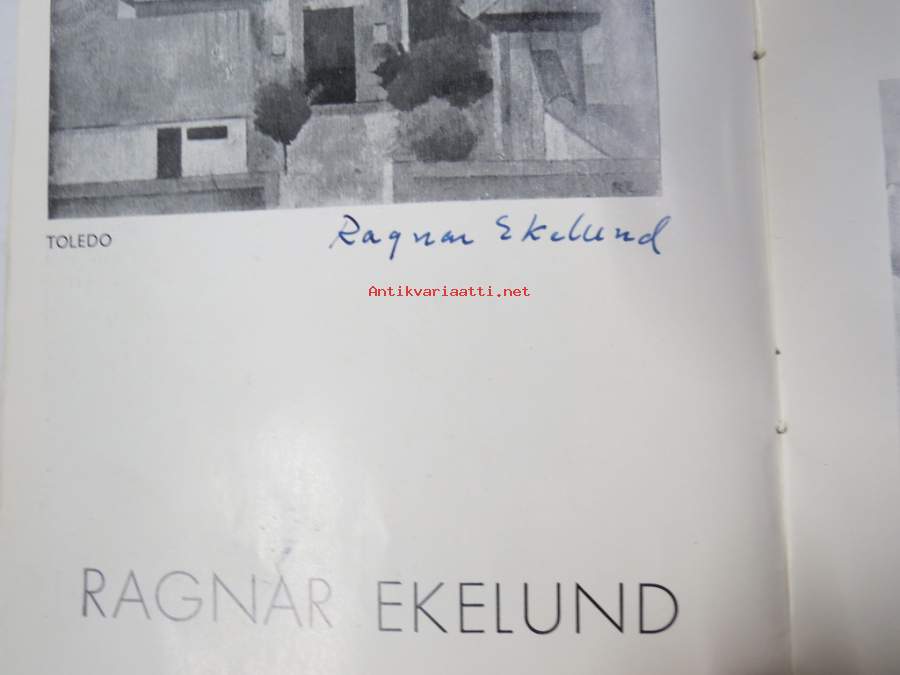 TOLEDO
Ragnar Ekelund
Antikvariaatti.net
RAGNAR EKELUND